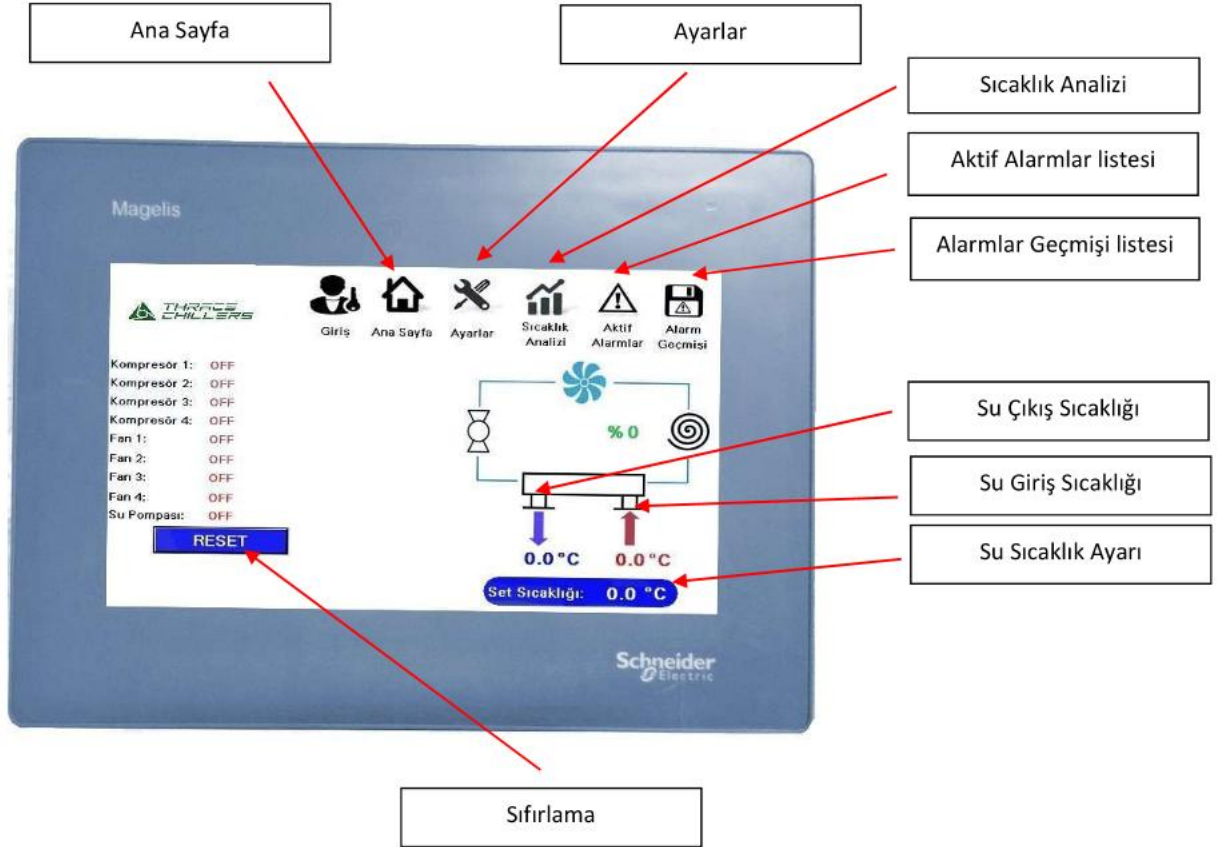 Ana Sayfa
Ayarlar
Sıcaklık Analizi
Aktif Alarmlar listesi
Alarmlar Geçmişi listesi
Magelis
THRACE
CHILLERS
Giriş
Ana Sayfa
Ayarlar
Sıcaklık
Analizi
Aktif
Alarmlar
Alarm
Geçmişi
Kompresör 1: OFF
Kompresör 2: OFF
Kompresör 3: OFF
Kompresör 4: OFF
Fan 1: OFF
Fan 2: OFF
Fan 3: OFF
Fan 4: OFF
Su Pompası: OFF
RESET
% 0
0.0 °C
0.0 °C
Set Sıcaklığı: 0.0 °C
Su Çıkış Sıcaklığı
Su Giriş Sıcaklığı
Su Sıcaklık Ayarı
Schneider
Electric
Sıfırlama